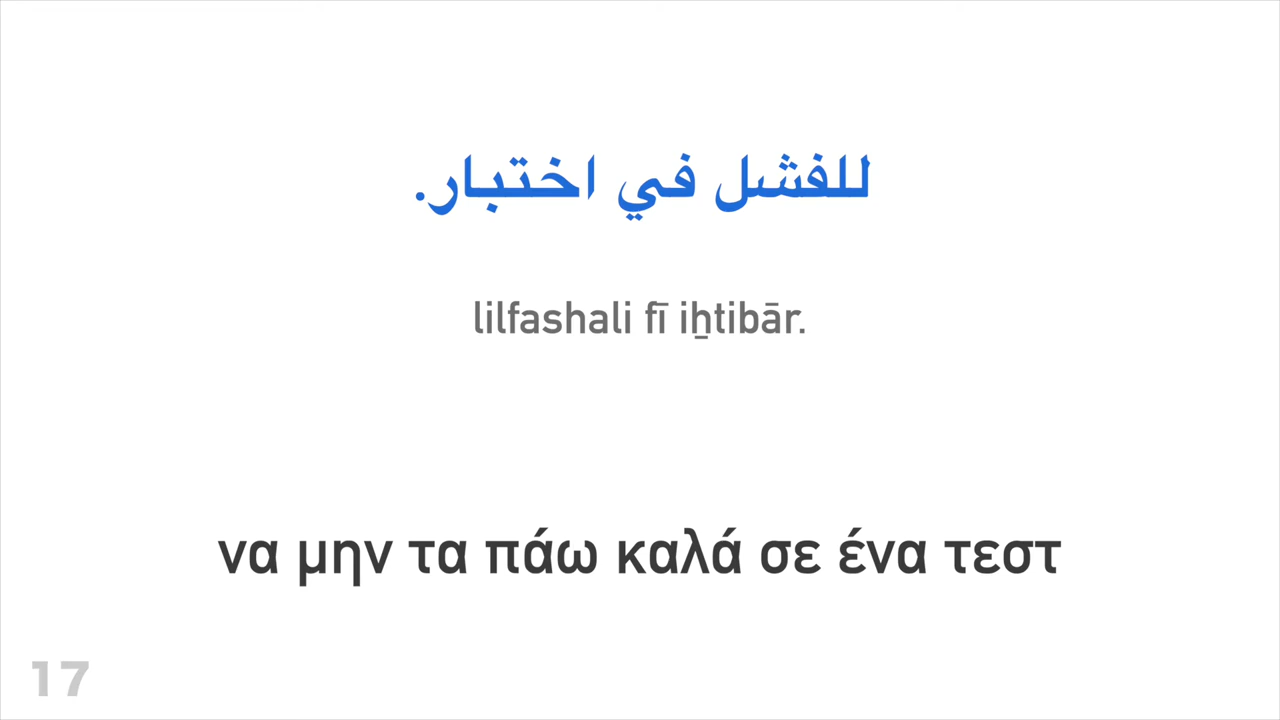 للفشل في اختبار.
lilfashali fī iẖtibār.
να μην τα πάω καλά σε ένα τεστ
17